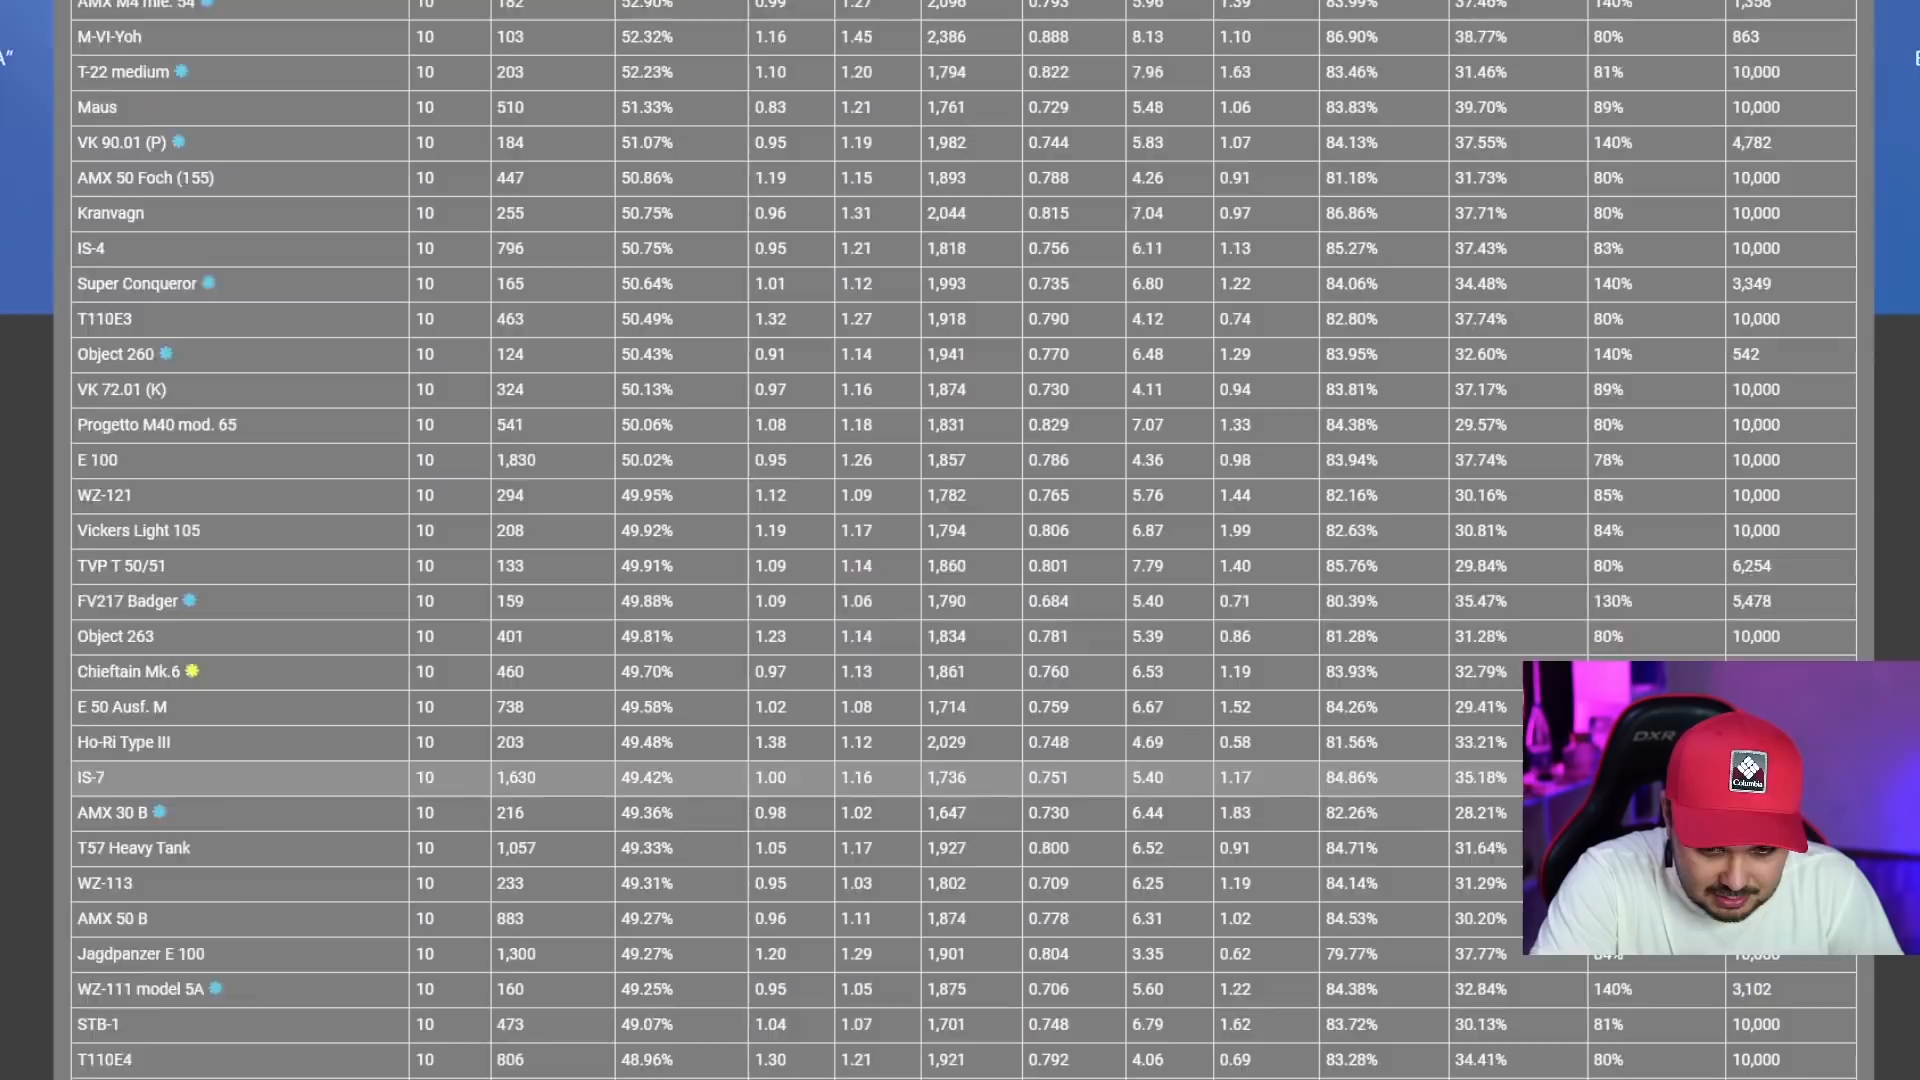 AMX M4 mle. 54 10 182 52.90% 0.99 1.27 2,096 0.793 5.96 1.39 83.99% 37.46% 140% 1,358
M-VI-Yoh 10 103 52.32% 1.16 1.45 2,386 0.888 8.13 1.10 86.90% 38.77% 80% 863
A"
T-22 medium 10 203 52.23% 1.10 1.20 1,794 0.822 7.96 1.63 83.46% 31.46% 81% 10,000
Maus 10 510 51.33% 0.83 1.21 1,761 0.729 5.48 1.06 83.83% 39.70% 89% 10,000
VK 90.01 (P) 10 184 51.07% 0.95 1.19 1,982 0.744 5.83 1.07 84.13% 37.55% 140% 4,782
AMX 50 Foch (155) 10 447 50.86% 1.19 1.15 1,893 0.788 4.26 0.91 81.18% 31.73% 80% 10,000
Kranvagn 10 255 50.75% 0.96 1.31 2,044 0.815 7.04 0.97 86.86% 37.71% 80% 10,000
IS-4 10 796 50.75% 0.95 1.21 1,818 0.756 6.11 1.13 85.27% 37.43% 83% 10,000
Super Conqueror 10 165 50.64% 1.01 1.12 1,993 0.735 6.80 1.22 84.06% 34.48% 140% 3,349
T110E3 10 463 50.49% 1.32 1.27 1,918 0.790 4.12 0.74 82.80% 37.74% 80% 10,000
Object 260 10 124 50.43% 0.91 1.14 1,941 0.770 6.48 1.29 83.95% 32.60% 140% 542
VK 72.01 (K) 10 324 50.13% 0.97 1.16 1,874 0.730 4.11 0.94 83.81% 37.17% 89% 10,000
Progetto M40 mod. 65 10 541 50.06% 1.08 1.18 1,831 0.829 7.07 1.33 84.38% 29.57% 80% 10,000
E 100 10 1,830 50.02% 0.95 1.26 1,857 0.786 4.36 0.98 83.94% 37.74% 78% 10,000
WZ-121 10 294 49.95% 1.12 1.09 1,782 0.765 5.76 1.44 82.16% 30.16% 85% 10,000
Vickers Light 105 10 208 49.92% 1.19 1.17 1,794 0.806 6.87 1.99 82.63% 30.81% 84% 10,000
TVP T 50/51 10 133 49.91% 1.09 1.14 1,860 0.801 7.79 1.40 85.76% 29.84% 80% 6,254
FV217 Badger 10 159 49.88% 1.09 1.06 1,790 0.684 5.40 0.71 80.39% 35.47% 130% 5,478
Object 263 10 401 49.81% 1.23 1.14 1,834 0.781 5.39 0.86 81.28% 31.28% 80% 10,000
Chieftain Mk.6 10 460 49.70% 0.97 1.13 1,861 0.760 6.53 1.19 83.93% 32.79%
E 50 Ausf. M 10 738 49.58% 1.02 1.08 1,714 0.759 6.67 1.52 84.26% 29.41%
Ho-Ri Type III 10 203 49.48% 1.38 1.12 2,029 0.748 4.69 0.58 81.56% 33.21%
DXR
IS-7 10 1,630 49.42% 1.00 1.16 1,736 0.751 5.40 1.17 84.86% 35.18%
Columbia
AMX 30 B 10 216 49.36% 0.98 1.02 1,647 0.730 6.44 1.83 82.26% 28.21%
T57 Heavy Tank 10 1,057 49.33% 1.05 1.17 1,927 0.800 6.52 0.91 84.71% 31.64%
WZ-113 10 233 49.31% 0.95 1.03 1,802 0.709 6.25 1.19 84.14% 31.29%
AMX 50 B 10 883 49.27% 0.96 1.11 1,874 0.778 6.31 1.02 84.53% 30.20%
Jagdpanzer E 100 10 1,300 49.27% 1.20 1.29 1,901 0.804 3.35 0.62 79.77% 37.77%
WZ-111 model 5A 10 160 49.25% 0.95 1.05 1,875 0.706 5.60 1.22 84.38% 32.84% 140% 3,102
STB-1 10 473 49.07% 1.04 1.07 1,701 0.748 6.79 1.62 83.72% 30.13% 81% 10,000
T110E4 10 806 48.96% 1.30 1.21 1,921 0.792 4.06 0.69 83.28% 34.41% 80% 10,000